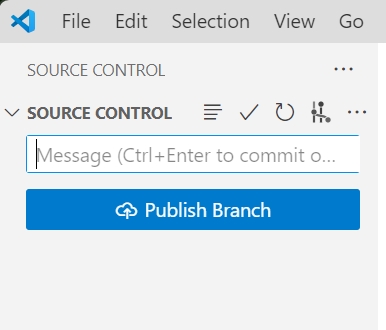 File Edit Selection View Go
SOURCE CONTROL
SOURCE CONTROL
Message (Ctrl+Enter to commit o...
Publish Branch